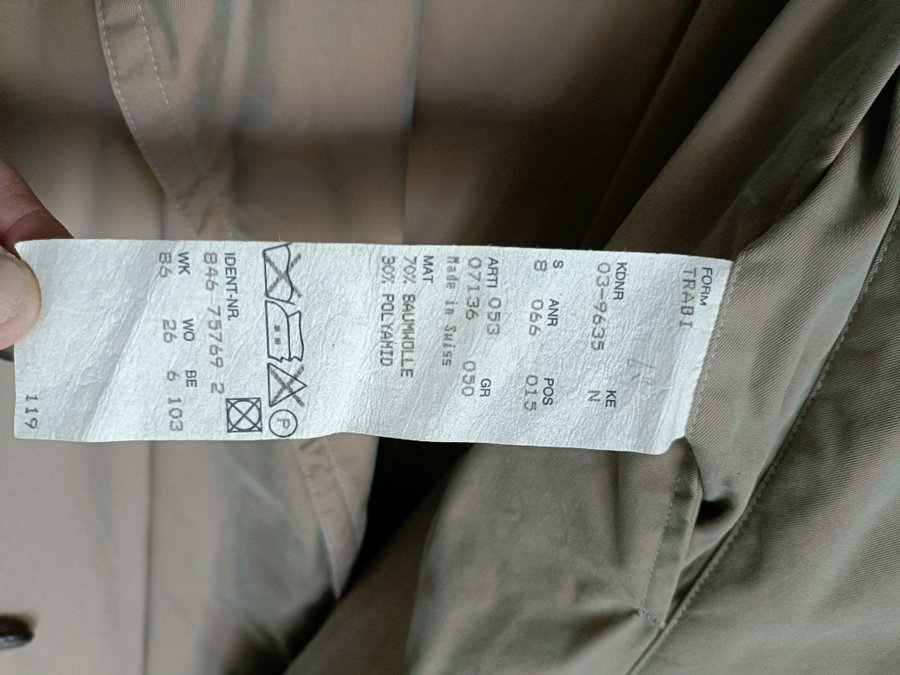 FORM
TRABI
KDNR KE
03-9635 N
S ANR POS
8 066 015
ARTI 053 GR
07136 050
Made in Swiss
MAT
70% BAUMWOLLE
30% POLYAMID
P
IDENT-NR.
846 75769 2
WK WO BE
86 26 6 103
119